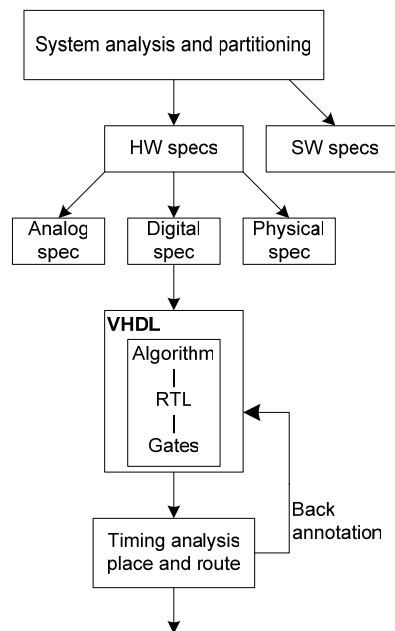 System analysis and partitioning
HW specs
SW specs
Analog
spec
Digital
spec
Physical
spec
VHDL
Algorithm
RTL
Gates
Back
annotation
Timing analysis
place and route